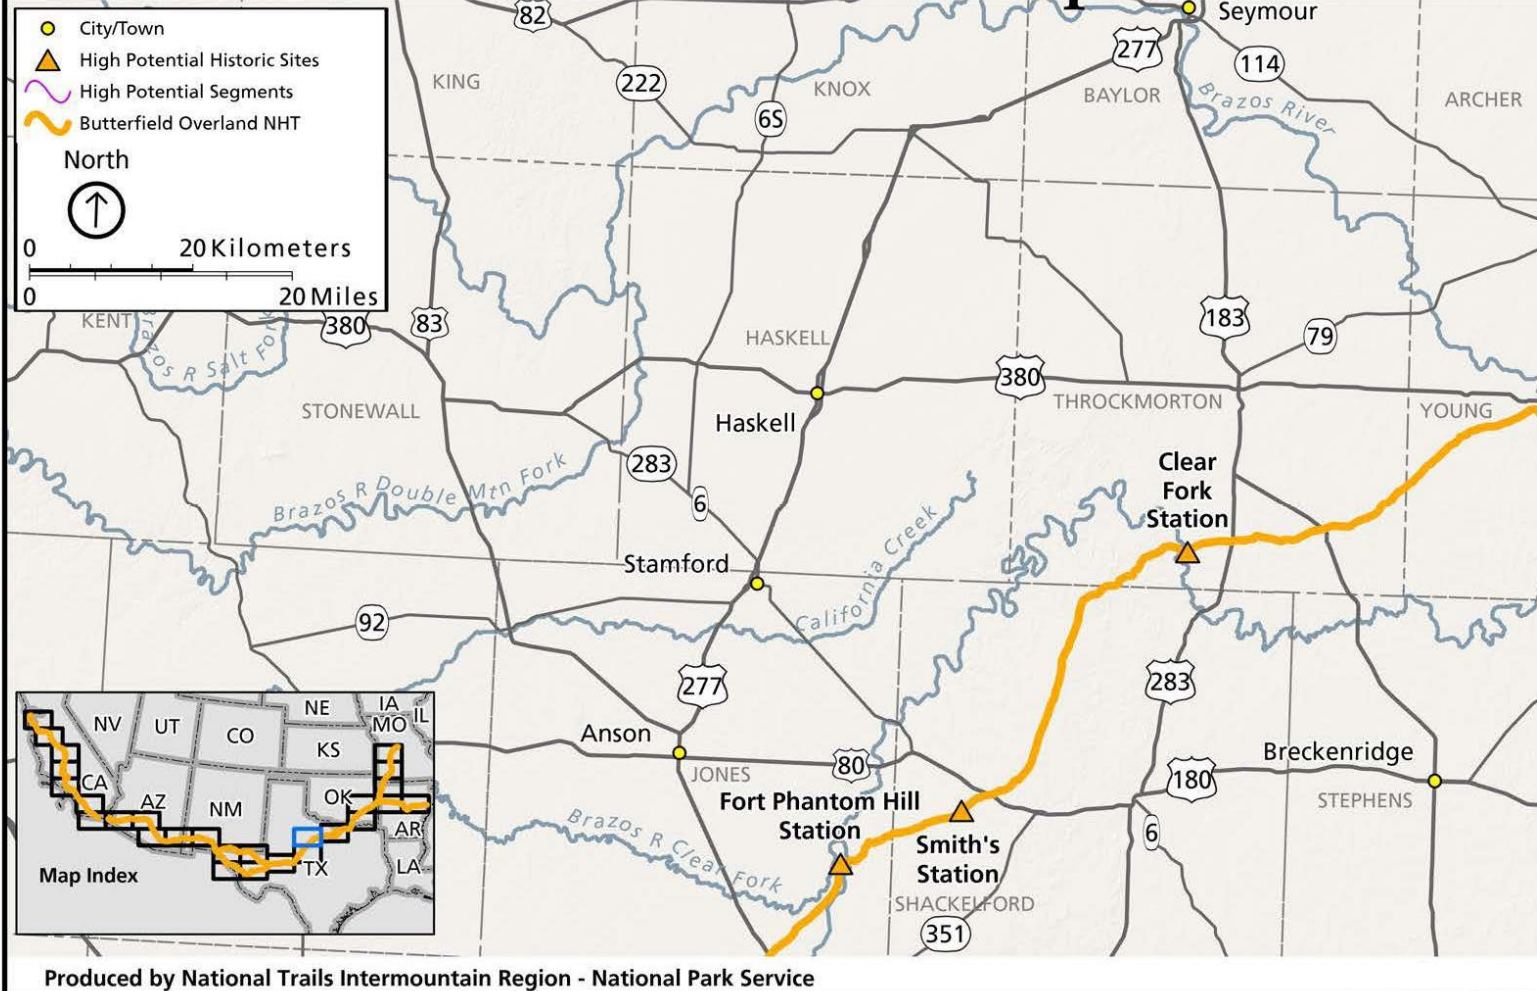 City/Town
High Potential Historic Sites
High Potential Segments
Butterfield Overland NHT
North
0 20 Kilometers
0 20 Miles
82
Seymour
277
114
222
KING
KNOX
BAYLOR
ARCHER
6S
Brazos River
KENT
Brazos R Salt Fork
380
83
HASKELL
183
79
380
STONEWALL
THROCKMORTON
YOUNG
Haskell
283
Clear
Fork
Station
Brazos R Double Mtn Fork
6
Stamford
California Creek
92
277
283
Anson
80
JONES
180
Breckenridge
STEPHENS
Fort Phantom Hill
Station
Smith's
Station
6
Brazos R Clear Fork
SHACKELFORD
351
NE
IA
IL
NV
UT
CO
MO
KS
CA
AZ
NM
OK
AR
TX
LA
Map Index
Produced by National Trails Intermountain Region - National Park Service